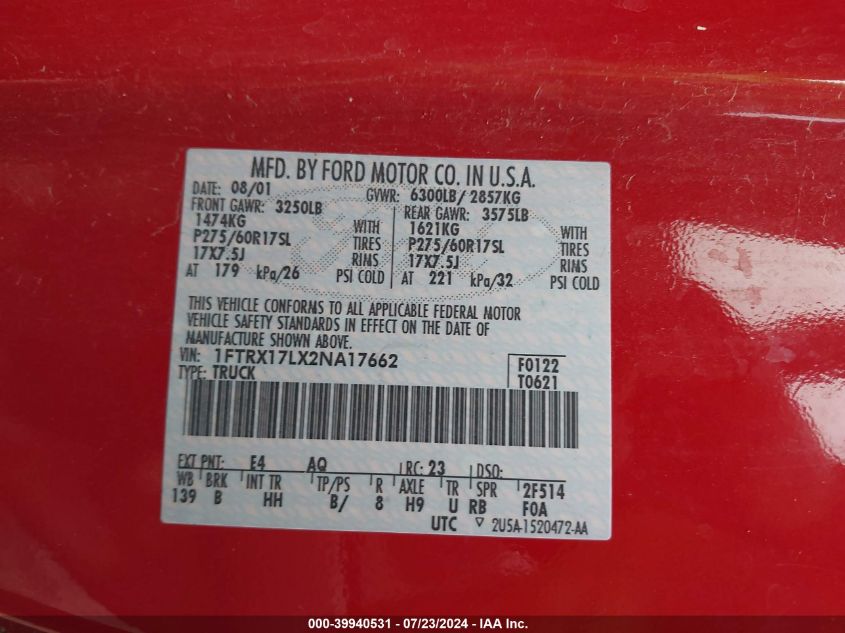 MFD. BY FORD MOTOR CO. IN U.S.A.
DATE: 08/01 GVWR: 6300LB/ 2857KG
FRONT GAWR: 3250LB REAR GAWR: 3575LB
1474KG WITH 1621KG WITH
P275/60R17SL TIRES P275/60R17SL TIRES
17X7.5J RIMS 17X7.5J RIMS
AT 179 kPa/26 PSI COLD AT 221 kPa/32 PSI COLD
THIS VEHICLE CONFORMS TO ALL APPLICABLE FEDERAL MOTOR
VEHICLE SAFETY STANDARDS IN EFFECT ON THE DATE OF
MANUFACTURE SHOWN ABOVE.
VIN: 1FTRX17LX2NA17662 F0122
TYPE: TRUCK T0621
EXT PNT: E4 AQ RC: 23 DSO:
WB BRK INT TR TP/PS R AXLE TR SPR 2F514
139 B HH B/ 8 H9 U RB F0A
UTC ▽ 2U5A-1520472-AA
000-39940531 - 07/23/2024 - IAA Inc.